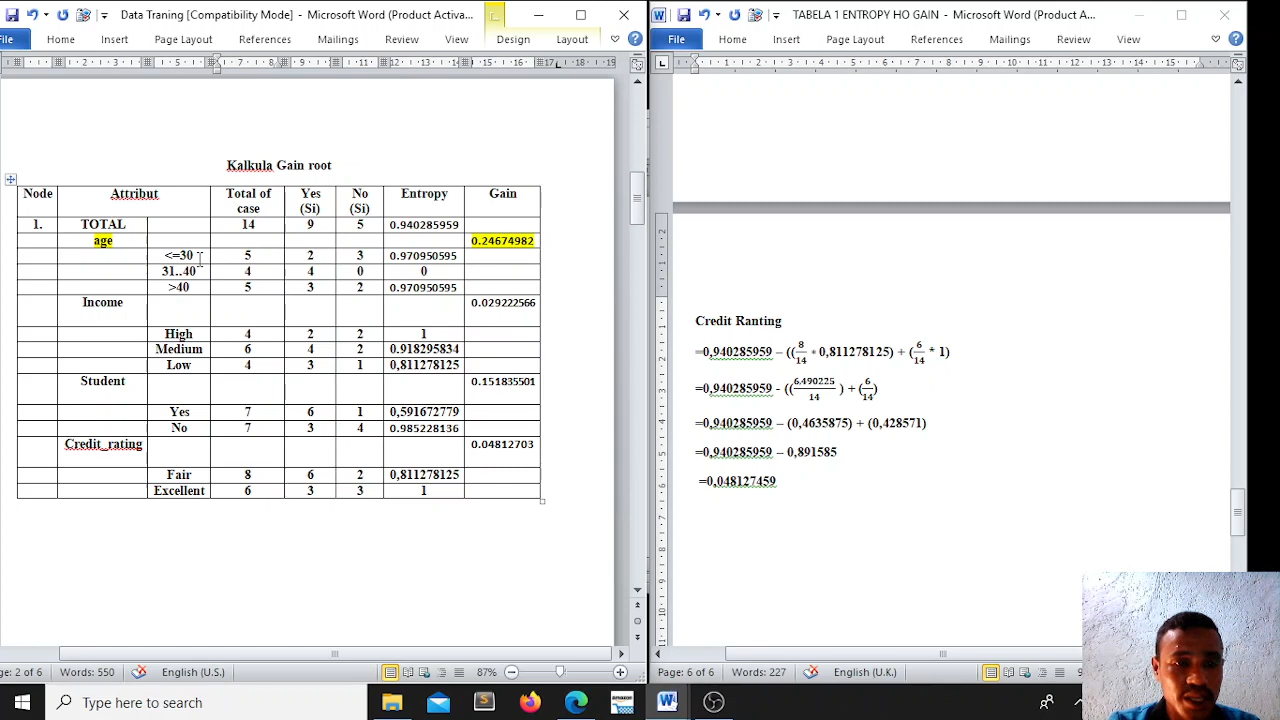 Data Traning [Compatibility Mode] - Microsoft Word (Product Activa...
File Home Insert Page Layout References Mailings Review View Design Layout
Kalkula Gain root
Node Attribut Total of case Yes (Si) No (Si) Entropy Gain
1. TOTAL 14 9 5 0.940285959
age 0.24674982
<=30 5 2 3 0.970950595
31..40 4 4 0 0
>40 5 3 2 0.970950595
Income 0.029222566
High 4 2 2 1
Medium 6 4 2 0.918295834
Low 4 3 1 0,811278125
Student 0.151835501
Yes 7 6 1 0,591672779
No 7 3 4 0.985228136
Credit_rating 0.04812703
Fair 8 6 2 0,811278125
Excellent 6 3 3 1
: 2 of 6 Words: 550 English (U.S.) 87%
TABELA 1 ENTROPY HO GAIN - Microsoft Word (Product A...
File Home Insert Page Layout References Mailings Review View
Credit Ranting
=0,940285959 – ((8/14 * 0,811278125) + (6/14 * 1)
=0,940285959 - ((6.490225/14 ) + (6/14)
=0,940285959 – (0,4635875) + (0,428571)
=0,940285959 – 0,891585
=0,048127459
Page: 6 of 6 Words: 227 English (U.K.)
Type here to search
amazon